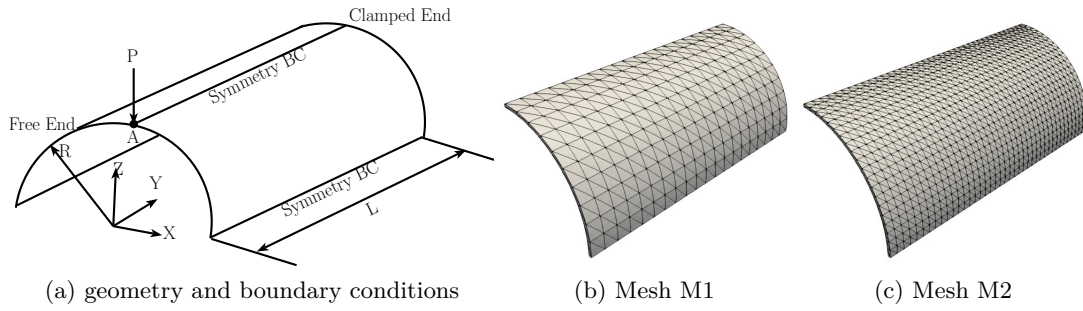 Clamped End
P
Symmetry BC
Free End
A
R
Z
Y
Symmetry BC
X
L
(a) geometry and boundary conditions
(b) Mesh M1
(c) Mesh M2